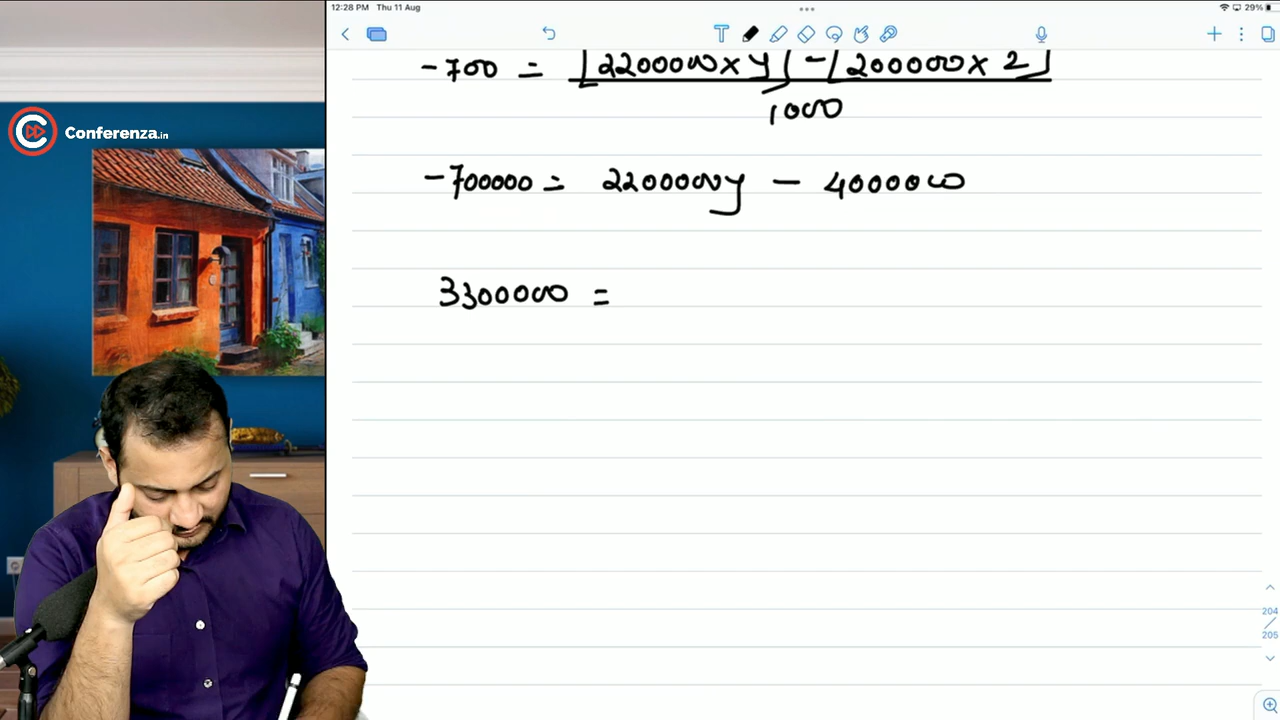 12:28 PM Thu 11 Aug
29%
T
-700 = [2200000 x y] - [2000000 x 2]
1000
-700000 = 2200000y - 4000000
3300000 =
Conferenza.in
204
205